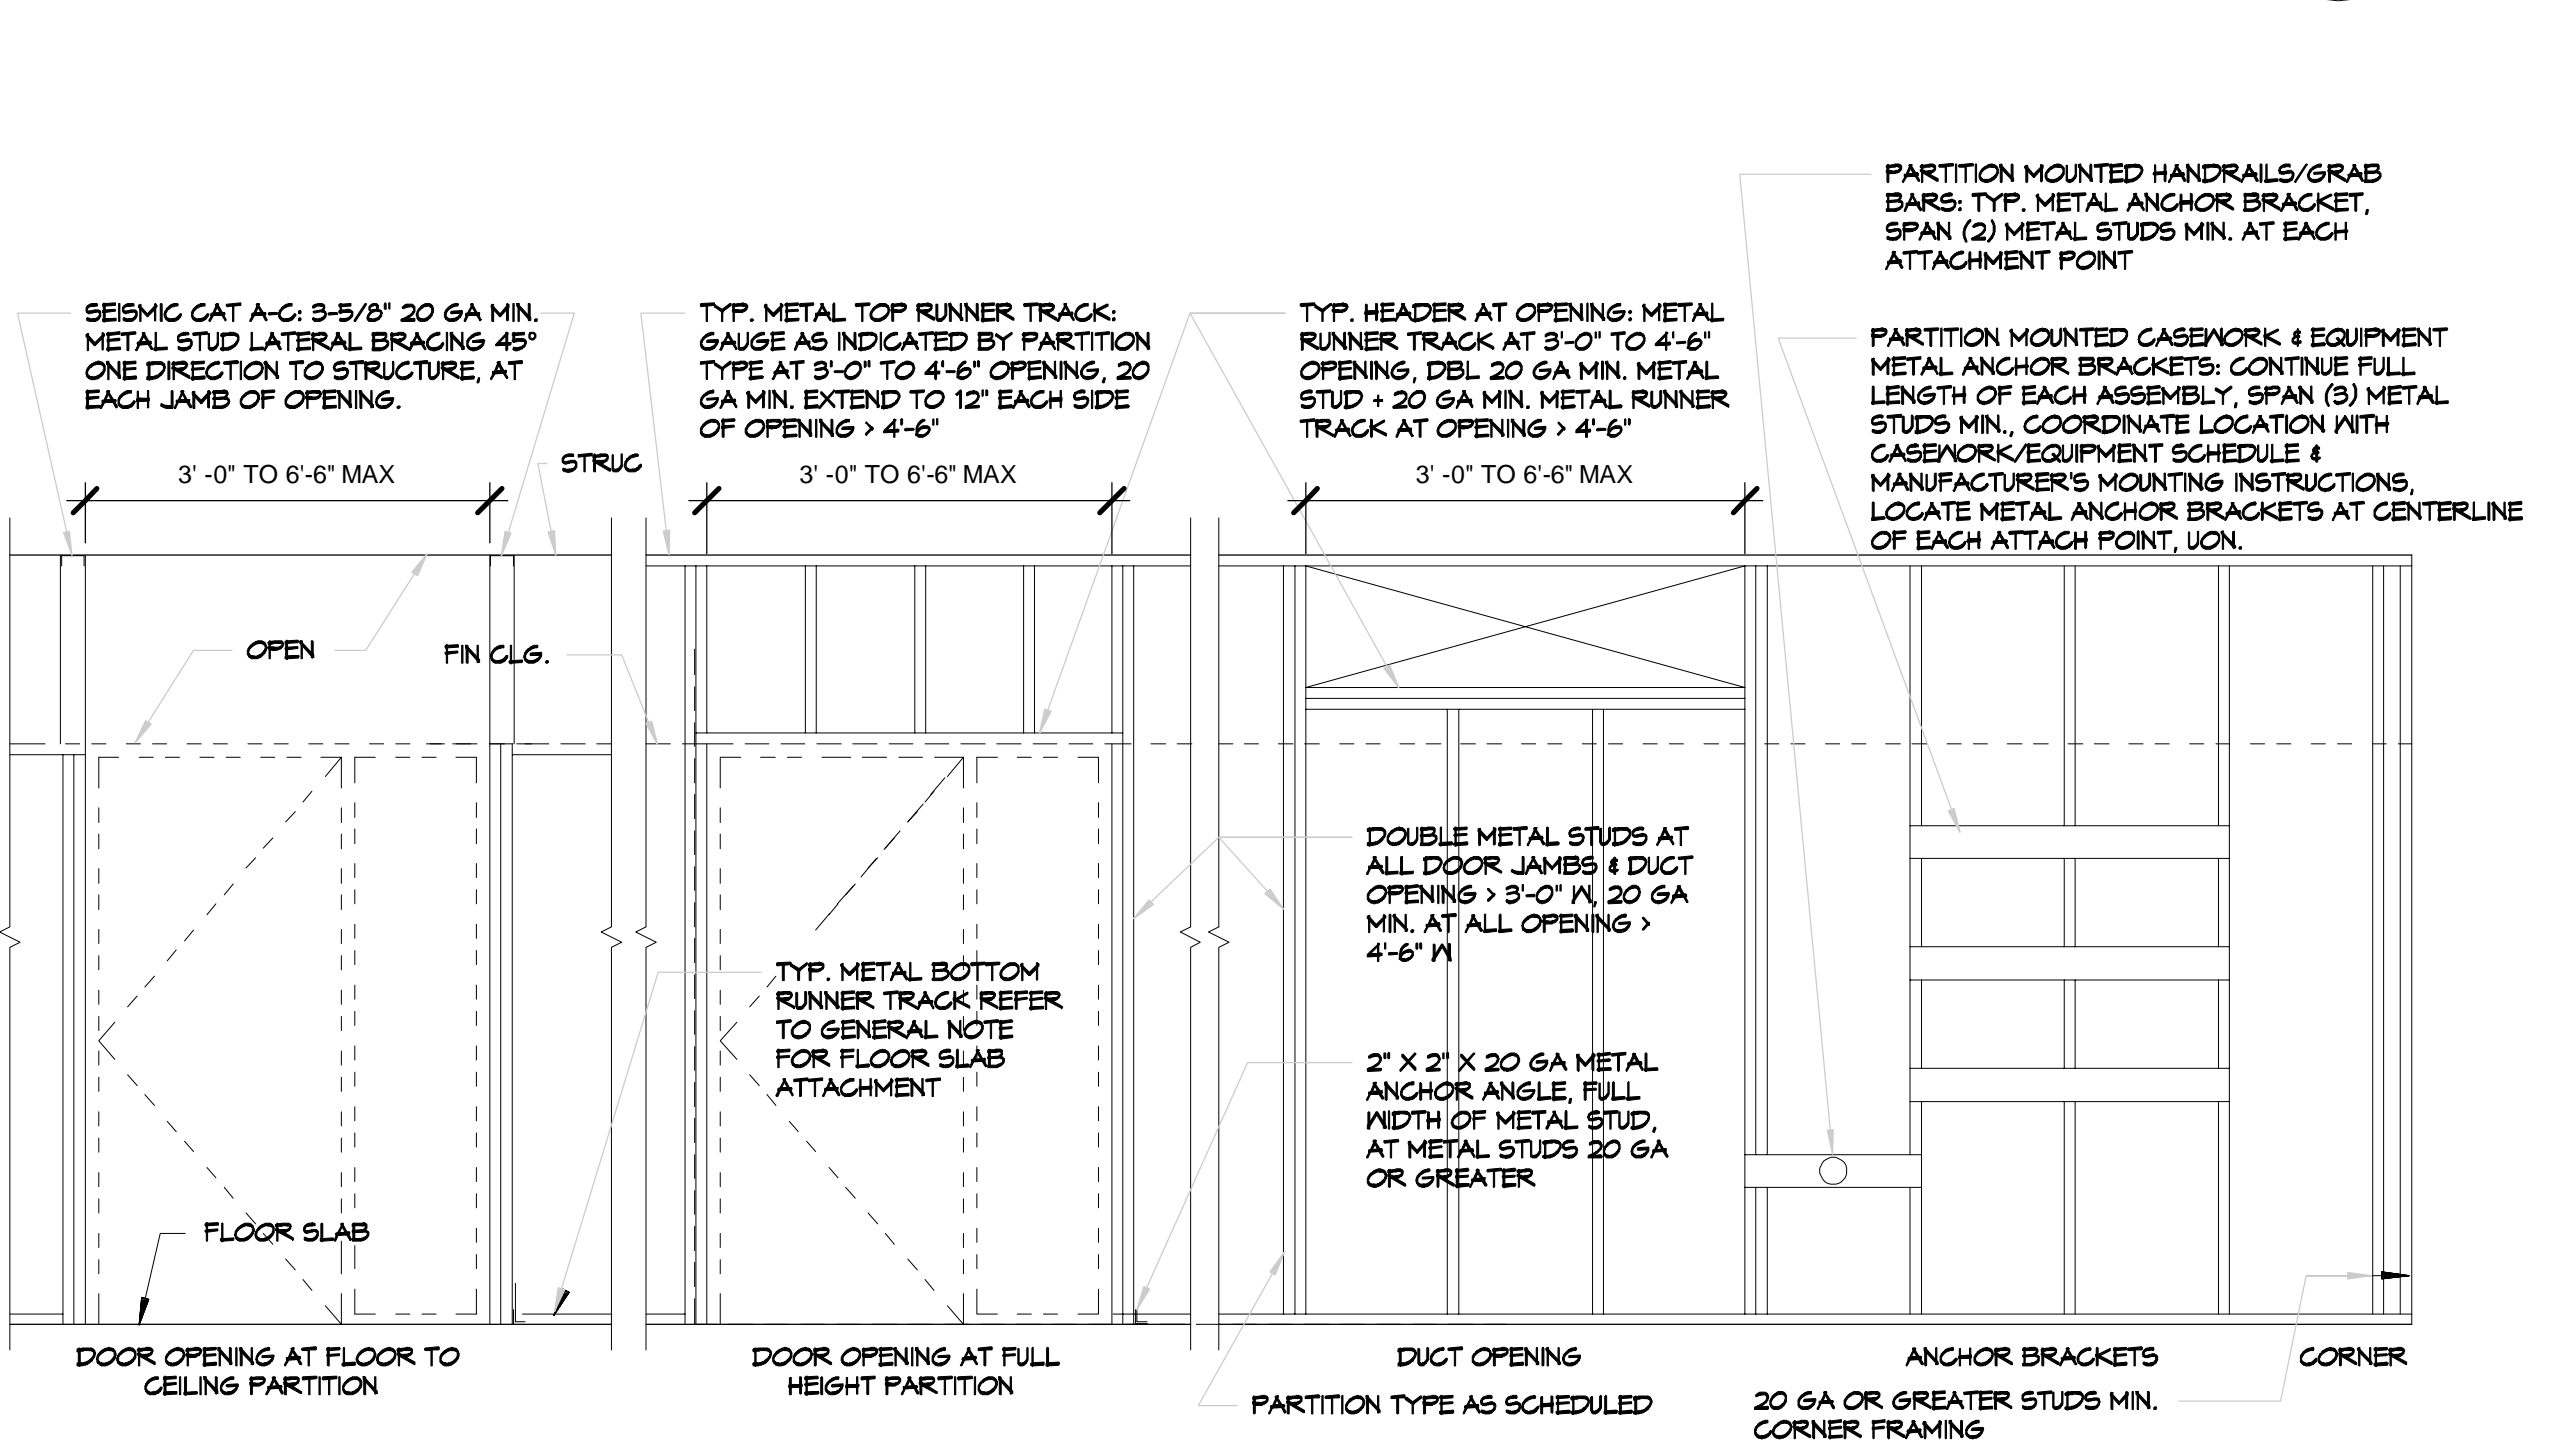 PARTITION MOUNTED HANDRAILS/GRAB
BARS: TYP. METAL ANCHOR BRACKET,
SPAN (2) METAL STUDS MIN. AT EACH
ATTACHMENT POINT
SEISMIC CAT A-C: 3-5/8" 20 GA MIN.
METAL STUD LATERAL BRACING 45°
ONE DIRECTION TO STRUCTURE, AT
EACH JAMB OF OPENING.
TYP. METAL TOP RUNNER TRACK:
GAUGE AS INDICATED BY PARTITION
TYPE AT 3'-0" TO 4'-6" OPENING, 20
GA MIN. EXTEND TO 12" EACH SIDE
OF OPENING > 4'-6"
TYP. HEADER AT OPENING: METAL
RUNNER TRACK AT 3'-0" TO 4'-6"
OPENING, DBL 20 GA MIN. METAL
STUD + 20 GA MIN. METAL RUNNER
TRACK AT OPENING > 4'-6"
PARTITION MOUNTED CASEWORK & EQUIPMENT
METAL ANCHOR BRACKETS: CONTINUE FULL
LENGTH OF EACH ASSEMBLY, SPAN (3) METAL
STUDS MIN., COORDINATE LOCATION WITH
CASEWORK/EQUIPMENT SCHEDULE &
MANUFACTURER'S MOUNTING INSTRUCTIONS,
LOCATE METAL ANCHOR BRACKETS AT CENTERLINE
OF EACH ATTACH POINT, UON.
STRUC
3' -0" TO 6'-6" MAX
3' -0" TO 6'-6" MAX
3' -0" TO 6'-6" MAX
OPEN
FIN CLG.
DOUBLE METAL STUDS AT
ALL DOOR JAMBS & DUCT
OPENING > 3'-0" W, 20 GA
MIN. AT ALL OPENING >
4'-6" W
TYP. METAL BOTTOM
RUNNER TRACK REFER
TO GENERAL NOTE
FOR FLOOR SLAB
ATTACHMENT
2" X 2" X 20 GA METAL
ANCHOR ANGLE, FULL
WIDTH OF METAL STUD,
AT METAL STUDS 20 GA
OR GREATER
FLOOR SLAB
DOOR OPENING AT FLOOR TO
CEILING PARTITION
DOOR OPENING AT FULL
HEIGHT PARTITION
DUCT OPENING
ANCHOR BRACKETS
CORNER
PARTITION TYPE AS SCHEDULED
20 GA OR GREATER STUDS MIN.
CORNER FRAMING